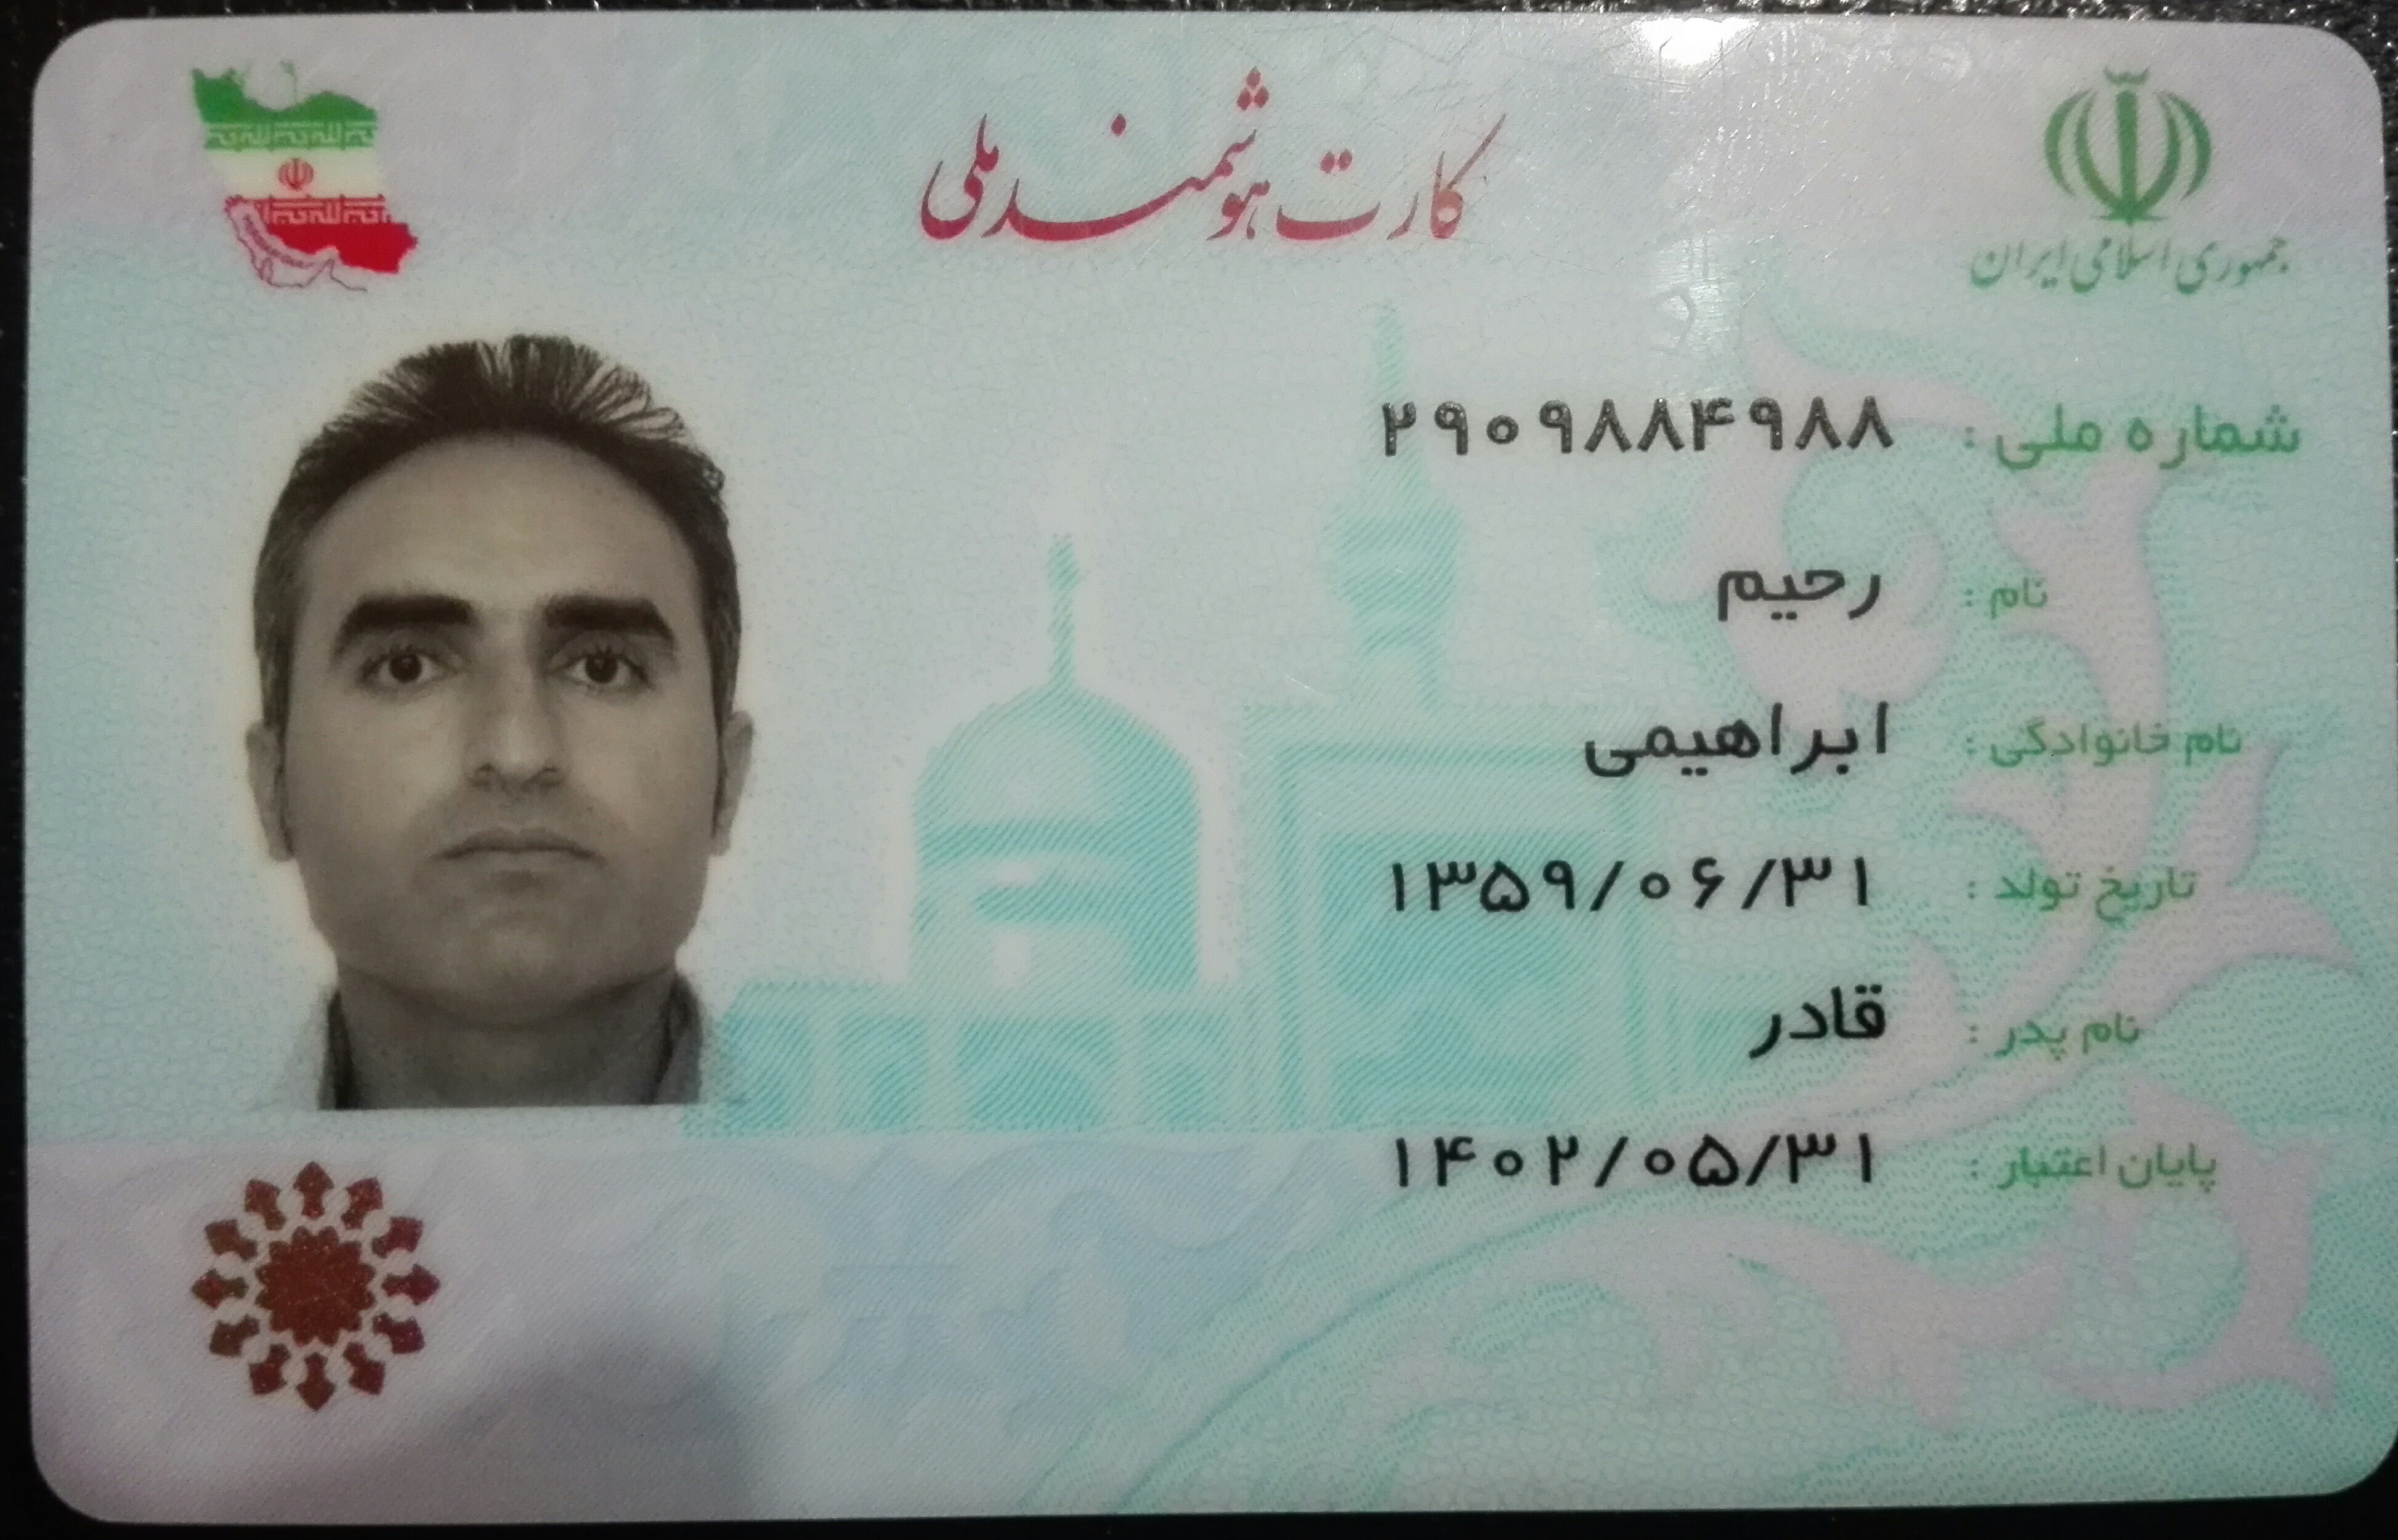 کارت هوشمند ملی
جمهوری اسلامی ایران
شماره ملی : ۲۹۰۹۸۸۴۹۸۸
نام : رحیم
نام خانوادگی : ابراهیمی
تاریخ تولد : ۱۳۵۹/۰۶/۳۱
نام پدر : قادر
پایان اعتبار : ۱۴۰۲/۰۵/۳۱